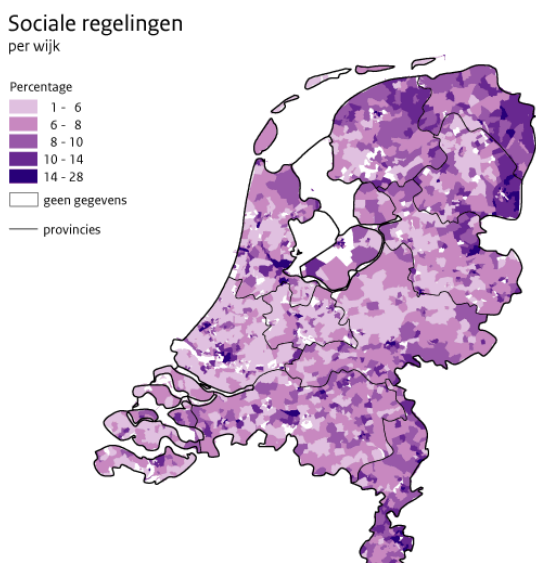 Sociale regelingen
per wijk
Percentage
1 - 6
6 - 8
8 - 10
10 - 14
14 - 28
geen gegevens
provincies